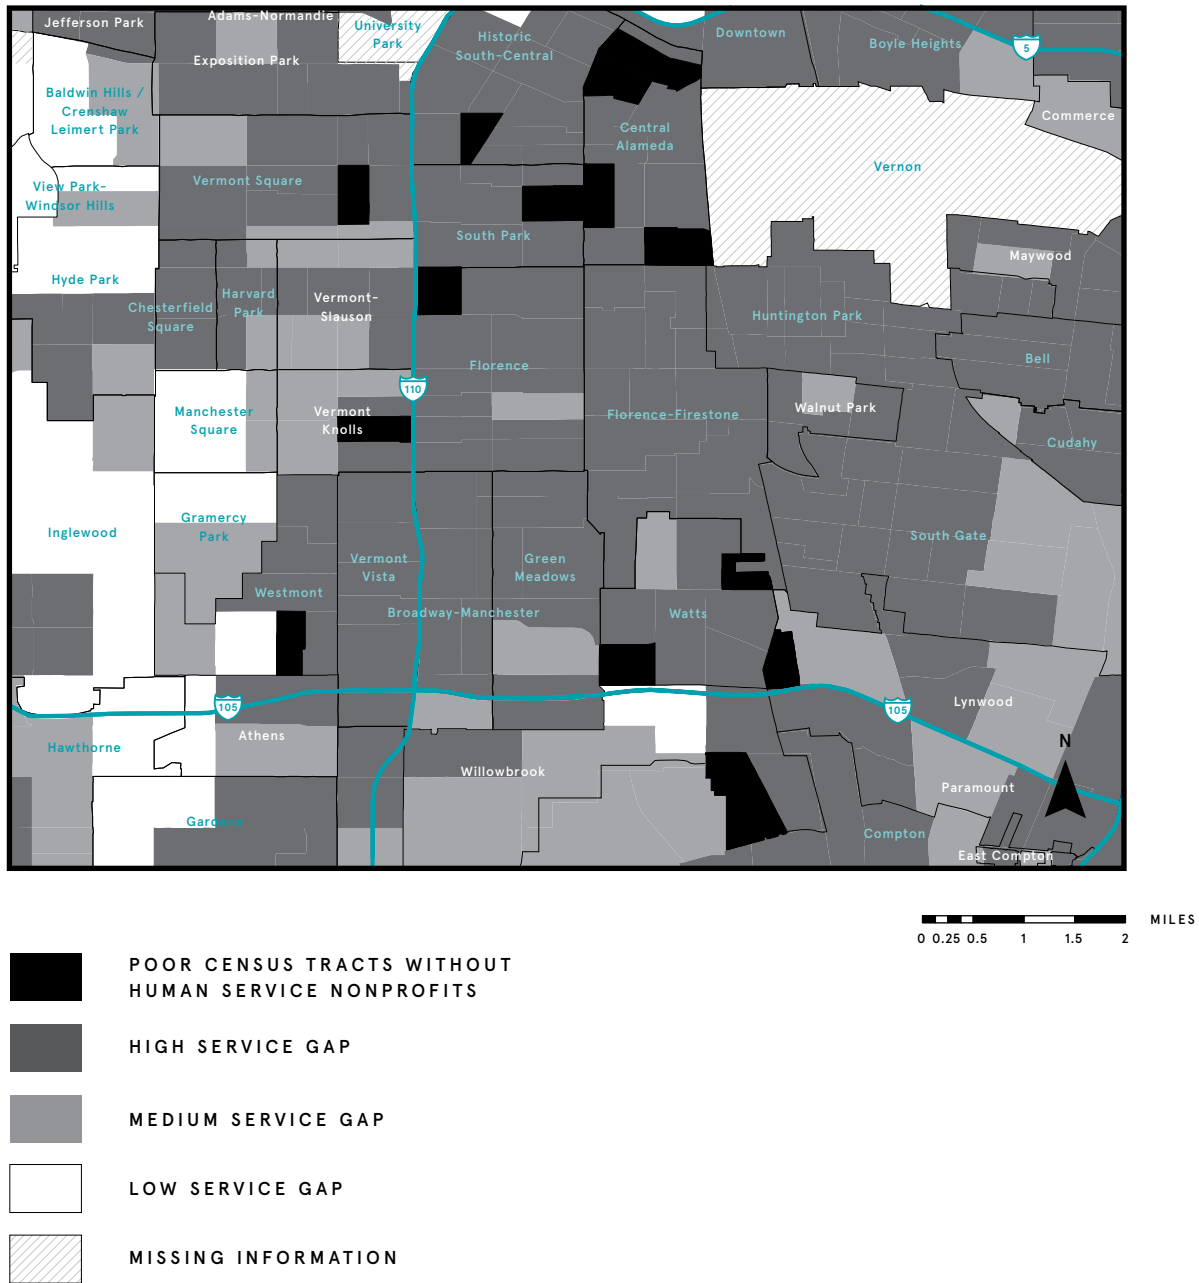 Jefferson Park
Adams-Normandie
University
Park
Historic
South-Central
Downtown
Boyle Heights
5
Exposition Park
Baldwin Hills /
Crenshaw
Leimert Park
Central
Alameda
Commerce
Vernon
View Park-
Windsor Hills
Vermont Square
South Park
Maywood
Hyde Park
Chesterfield
Square
Harvard
Park
Vermont-
Slauson
Huntington Park
Bell
Florence
110
Manchester
Square
Vermont
Knolls
Florence-Firestone
Walnut Park
Cudahy
Inglewood
Gramercy
Park
South Gate
Vermont
Vista
Green
Meadows
Westmont
Broadway-Manchester
Watts
105
105
Lynwood
Hawthorne
Athens
N
Willowbrook
Paramount
Gardena
Compton
East Compton
MILES
0 0.25 0.5 1 1.5 2
POOR CENSUS TRACTS WITHOUT
HUMAN SERVICE NONPROFITS
HIGH SERVICE GAP
MEDIUM SERVICE GAP
LOW SERVICE GAP
MISSING INFORMATION